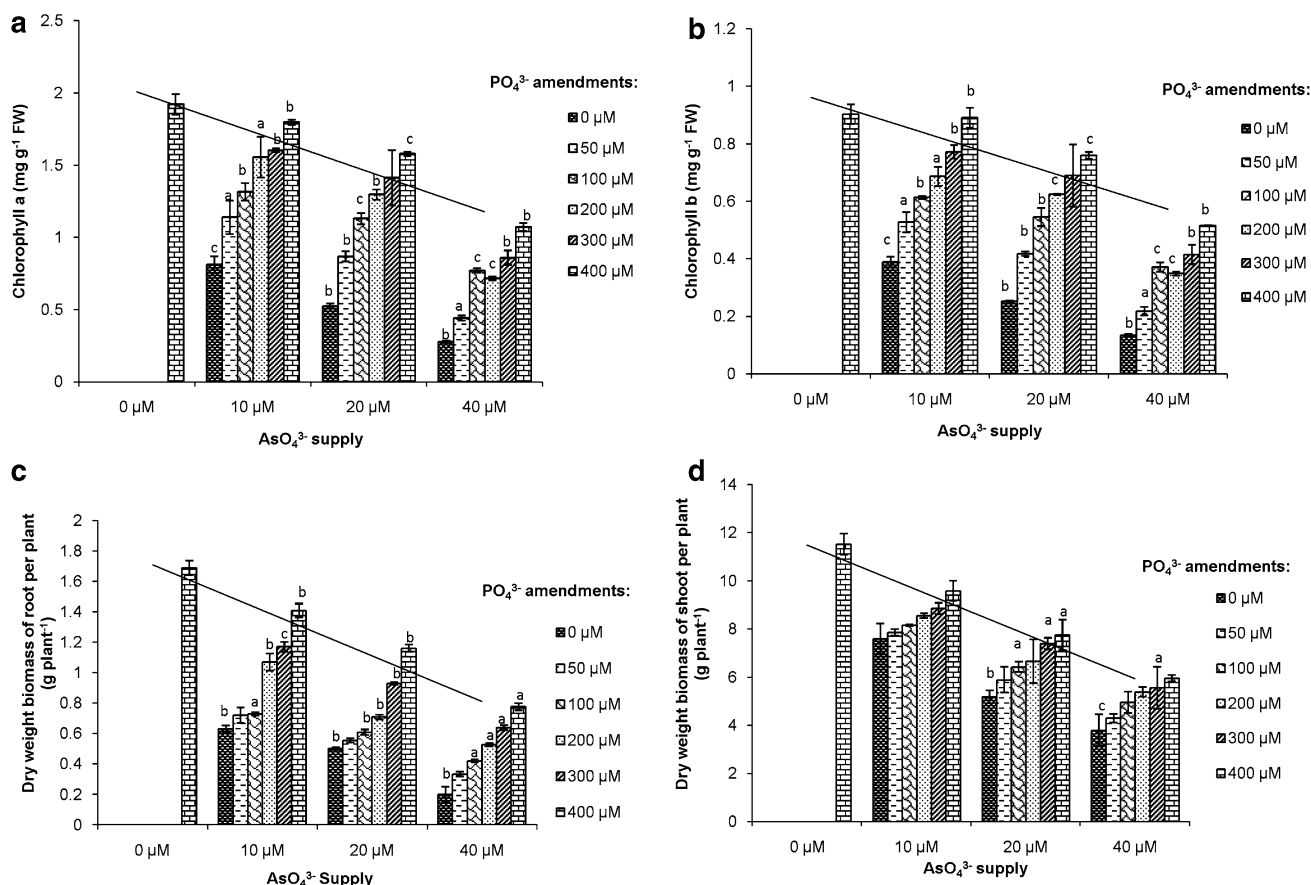 a
Chlorophyll a (mg g⁻¹ FW)
2.5
2
1.5
1
0.5
0
c
a
b
a
b
b
b
b
c
b
c
b
a
c
c
b
b
0 µM
10 µM
20 µM
40 µM
AsO₄³⁻ supply
PO₄³⁻ amendments:
0 µM
50 µM
100 µM
200 µM
300 µM
400 µM
b
Chlorophyll b (mg g⁻¹ FW)
1.2
1
0.8
0.6
0.4
0.2
0
c
a
b
a
b
b
b
b
b
c
c
b
a
c
c
b
b
0 µM
10 µM
20 µM
40 µM
AsO₄³⁻ supply
PO₄³⁻ amendments:
0 µM
50 µM
100 µM
200 µM
300 µM
400 µM
c
Dry weight biomass of root per plant
(g plant⁻¹)
2
1.8
1.6
1.4
1.2
1
0.8
0.6
0.4
0.2
0
b
a
b
c
b
b
b
b
b
b
b
a
a
a
a
0 µM
10 µM
20 µM
40 µM
AsO₄³⁻ Supply
PO₄³⁻ amendments:
0 µM
50 µM
100 µM
200 µM
300 µM
400 µM
d
Dry weight biomass of shoot per plant
(g plant⁻¹)
14
12
10
8
6
4
2
0
b
a
a
a
c
a
0 µM
10 µM
20 µM
40 µM
AsO₄³⁻ supply
PO₄³⁻ amendments:
0 µM
50 µM
100 µM
200 µM
300 µM
400 µM